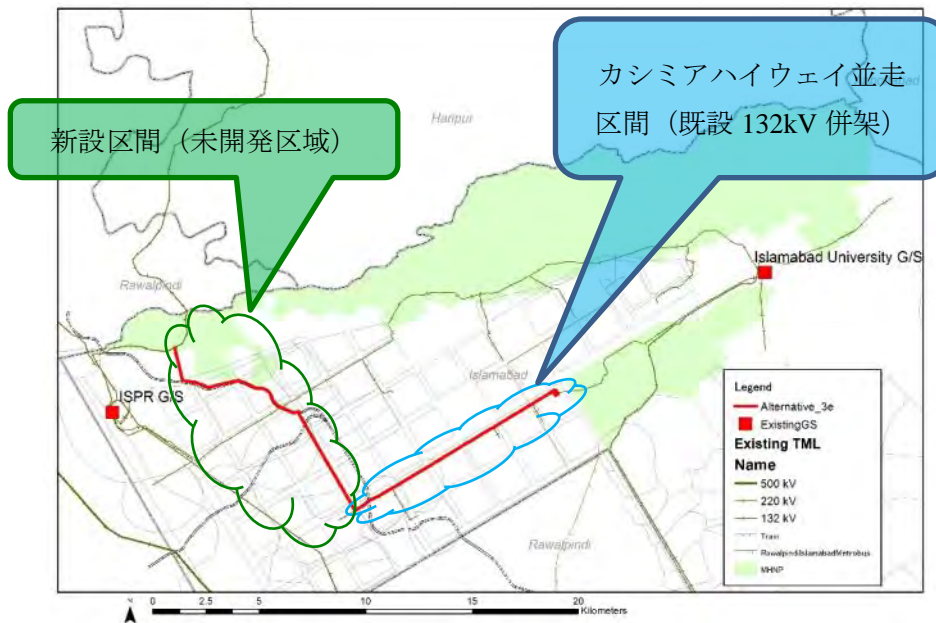 カシミアハイウェイ並走
区間（既設 132kV 併架）
新設区間（未開発区域）
Haripur
Islamabad University G/S
Rawalpindi
Islamabad
ISPR G/S
Rawalpindi
Legend
Alternative_3e
ExistingGS
Existing TML
Name
500 kV
220 kV
132 kV
Train
RawalpindiIslamabadMetrobus
MHNP
0 2.5 5 10 15 20
Kilometers